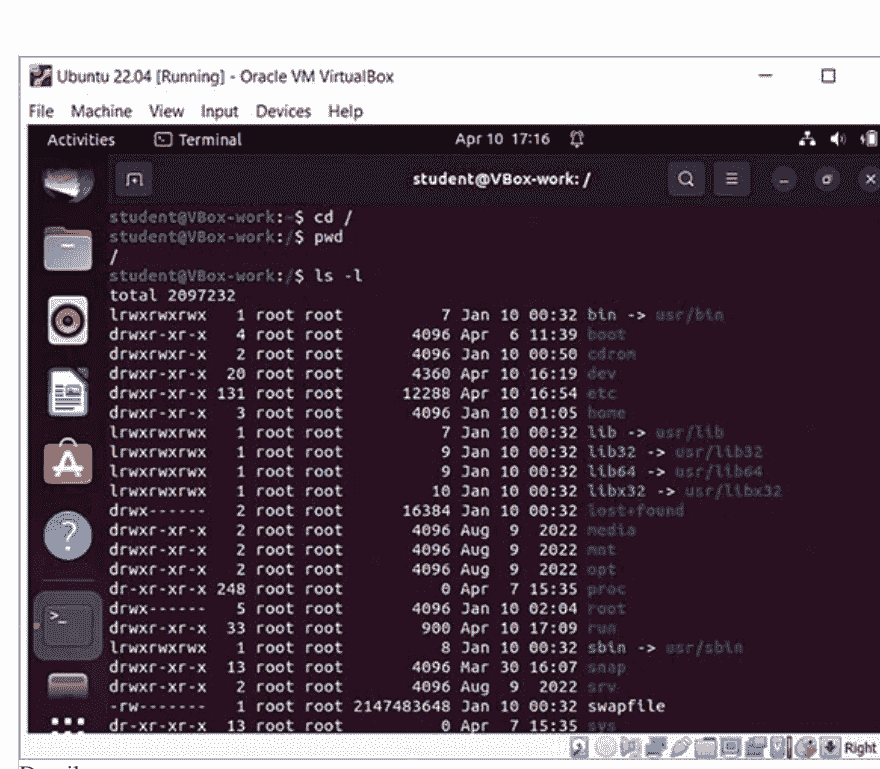 Ubuntu 22.04 [Running] - Oracle VM VirtualBox
File Machine View Input Devices Help
Activities Terminal Apr 10 17:16
student@VBox-work: /
student@VBox-work:~$ cd /
student@VBox-work:/$ pwd
/
student@VBox-work:/$ ls -l
total 2097232
lrwxrwxrwx 1 root root 7 Jan 10 00:32 bin -> usr/bin
drwxr-xr-x 4 root root 4096 Apr 6 11:39 boot
drwxrwxr-x 2 root root 4096 Jan 10 00:50 cdrom
drwxr-xr-x 20 root root 4360 Apr 10 16:19 dev
drwxr-xr-x 131 root root 12288 Apr 10 16:54 etc
drwxr-xr-x 3 root root 4096 Jan 10 01:05 home
lrwxrwxrwx 1 root root 7 Jan 10 00:32 lib -> usr/lib
lrwxrwxrwx 1 root root 9 Jan 10 00:32 lib32 -> usr/lib32
lrwxrwxrwx 1 root root 9 Jan 10 00:32 lib64 -> usr/lib64
lrwxrwxrwx 1 root root 10 Jan 10 00:32 libx32 -> usr/libx32
drwx------ 2 root root 16384 Jan 10 00:32 lost+found
drwxr-xr-x 2 root root 4096 Aug 9 2022 media
drwxr-xr-x 2 root root 4096 Aug 9 2022 mnt
drwxr-xr-x 2 root root 4096 Aug 9 2022 opt
dr-xr-xr-x 248 root root 0 Apr 7 15:35 proc
drwx------ 5 root root 4096 Jan 10 02:04 root
drwxr-xr-x 33 root root 900 Apr 10 17:09 run
lrwxrwxrwx 1 root root 8 Jan 10 00:32 sbin -> usr/sbin
drwxr-xr-x 13 root root 4096 Mar 30 16:07 snap
drwxr-xr-x 2 root root 4096 Aug 9 2022 srv
-rw------- 1 root root 2147483648 Jan 10 00:32 swapfile
dr-xr-xr-x 13 root root 0 Apr 7 15:35 sys
Right